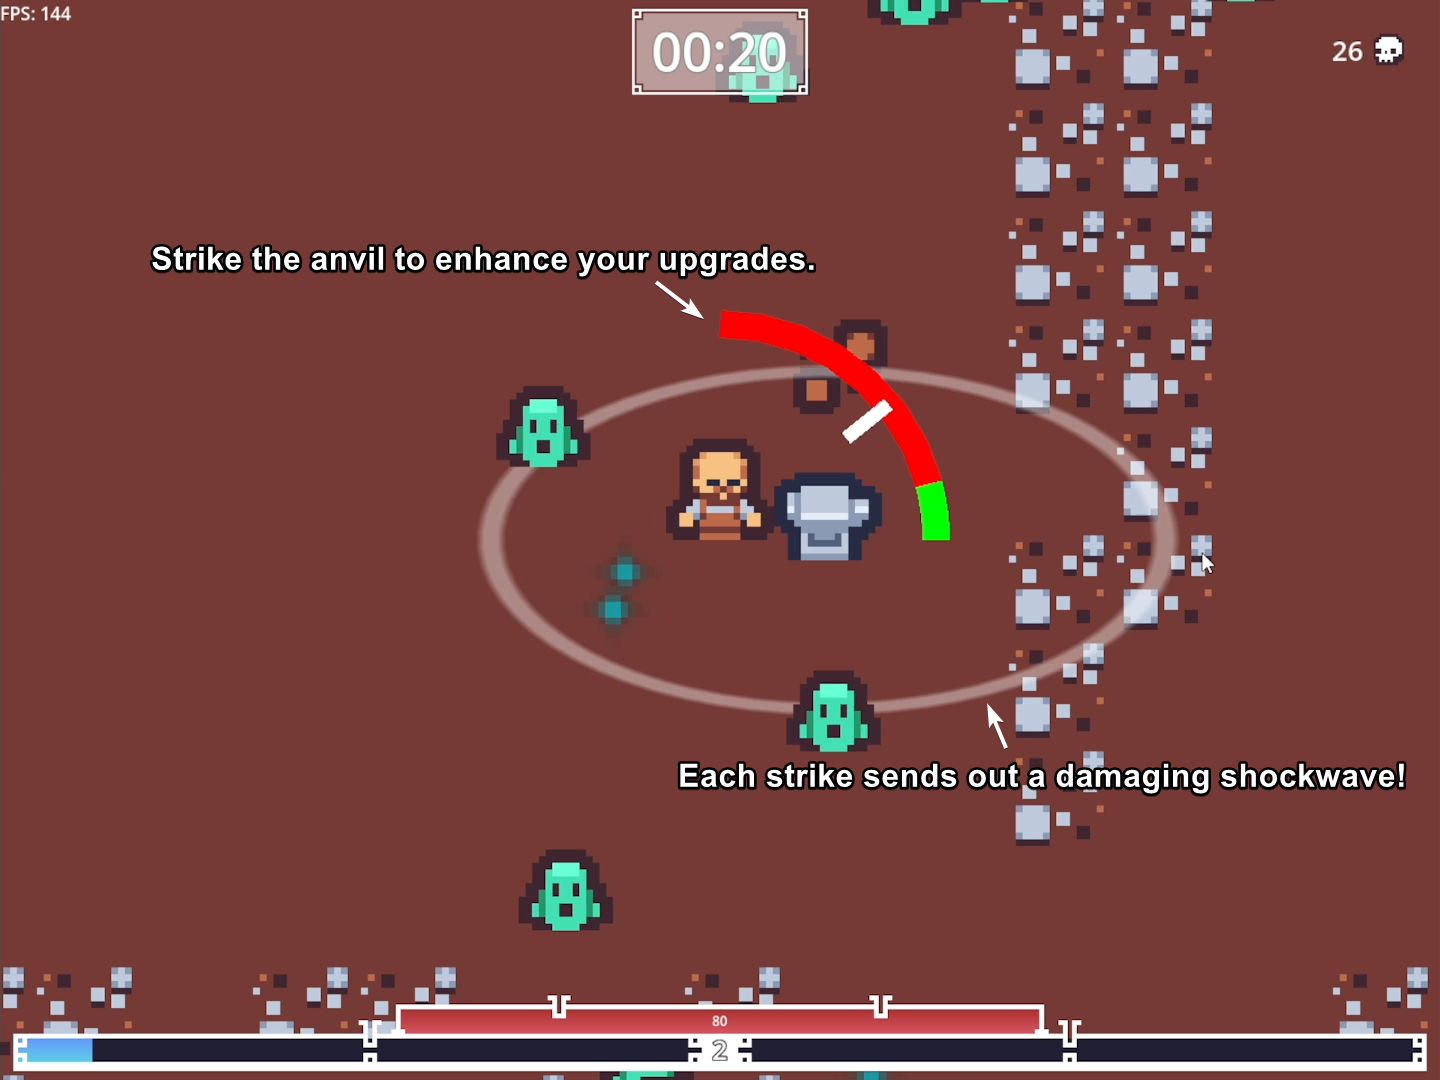 FPS: 144
00:20
26
Strike the anvil to enhance your upgrades.
Each strike sends out a damaging shockwave!
80
2